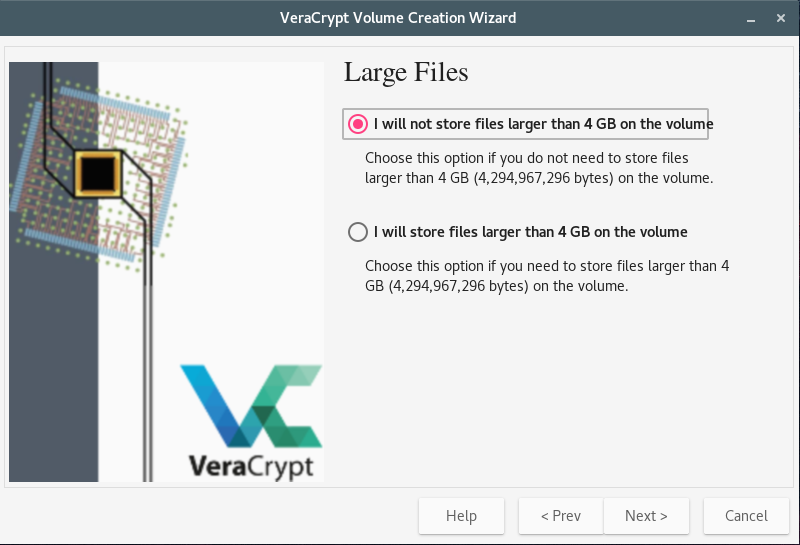 VeraCrypt Volume Creation Wizard
Large Files
I will not store files larger than 4 GB on the volume
Choose this option if you do not need to store files
larger than 4 GB (4,294,967,296 bytes) on the volume.
I will store files larger than 4 GB on the volume
Choose this option if you need to store files larger than 4
GB (4,294,967,296 bytes) on the volume.
VeraCrypt
Help
< Prev
Next >
Cancel